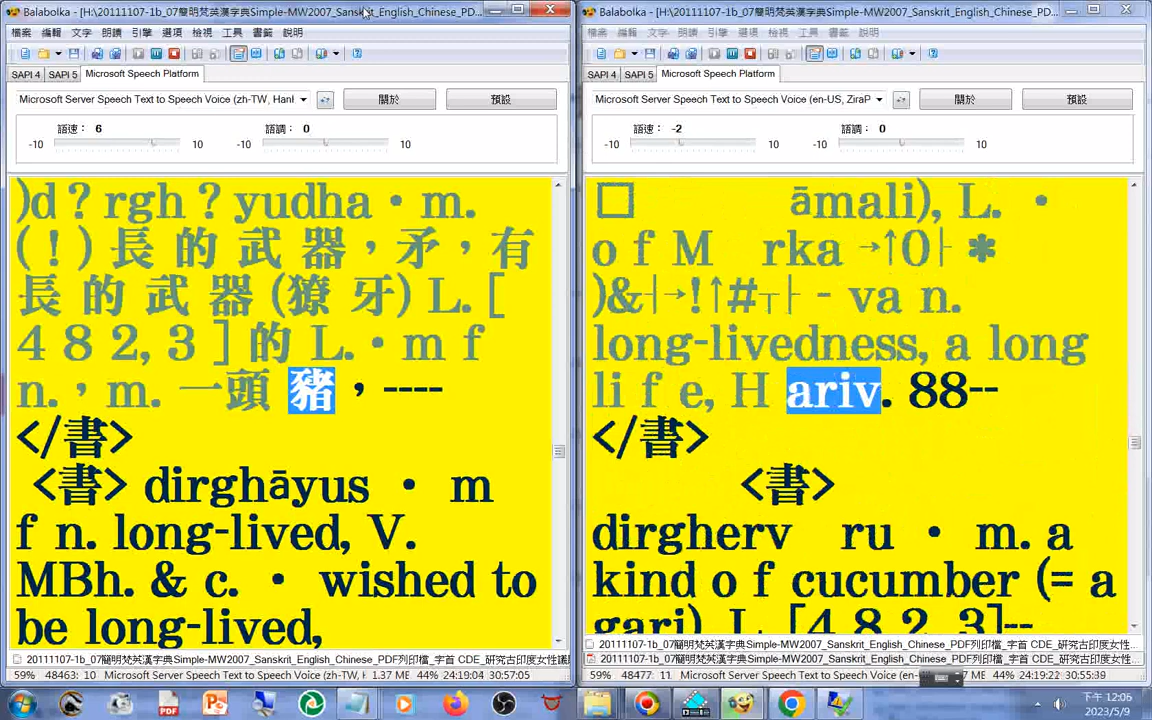 Balabolka - [H:\20111107-1b_07簡明梵英漢字典Simple-MW2007_Sanskrit_English_Chinese_PD...
檔案 編輯 文字 朗讀 引擎 選項 檢視 工具 書籤 說明
SAPI 4 SAPI 5 Microsoft Speech Platform
Microsoft Server Speech Text to Speech Voice (zh-TW, Hanl
關於 預設
語速: 6 語調: 0
-10 10 -10 10
)d？rgh？yudha • m.
(！) 長 的 武 器，矛，有
長 的 武 器 (獠 牙) L. [
4 8 2, 3 ] 的 L. • m f
n.，m. 一頭 豬，----
</書>
<書> dirghāyus • m
f n. long-lived, V.
MBh. & c. • wished to
be long-lived,
20111107-1b_07簡明梵英漢字典Simple-MW2007_Sanskrit_English_Chinese_PDF列印檔_字首 CDE_研究古印度女性議
59% 48463: 10 Microsoft Server Speech Text to Speech Voice (zh-TW, H 1.37 MB 44% 24:19:04 30:57:05
Balabolka - [H:\20111107-1b_07簡明梵英漢字典Simple-MW2007_Sanskrit_English_Chinese_PD...
檔案 編輯 文字 朗讀 引擎 選項 檢視 工具 書籤 說明
SAPI 4 SAPI 5 Microsoft Speech Platform
Microsoft Server Speech Text to Speech Voice (en-US, ZiraP
關於 預設
語速: -2 語調: 0
-10 10 -10 10
□ āmali), L. •
o f M rka →↑0├ ✱
)&┤→!↑#┬├ - va n.
long-livedness, a long
li f e, H ariv. 88--
</書>
<書>
dirgherv ru • m. a
kind o f cucumber (= a
gari) L. [4 8 2, 3]--
20111107-1b_07簡明梵英漢字典Simple-MW2007_Sanskrit_English_Chinese_PDF列印檔_字首 CDE_研究古印度女性
20111107-1b_07簡明梵英漢字典Simple-MW2007_Sanskrit_English_Chinese_PDF列印檔_字首 CDE_研究古印度女性...
59% 48477: 11 Microsoft Server Speech Text to Speech Voice (en- 44% 24:19:22 30:55:39
下午 12:06
2023/5/9